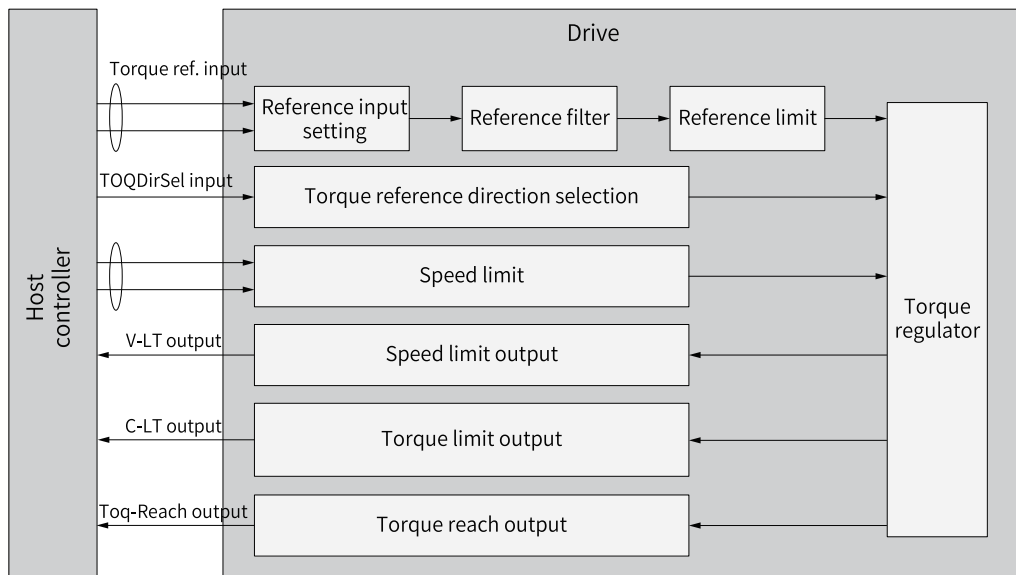 Drive
Torque ref. input
Reference input
setting
Reference filter
Reference limit
TOQDirSel input
Torque reference direction selection
Host
controller
Speed limit
Torque
regulator
V-LT output
Speed limit output
C-LT output
Torque limit output
Toq-Reach output
Torque reach output